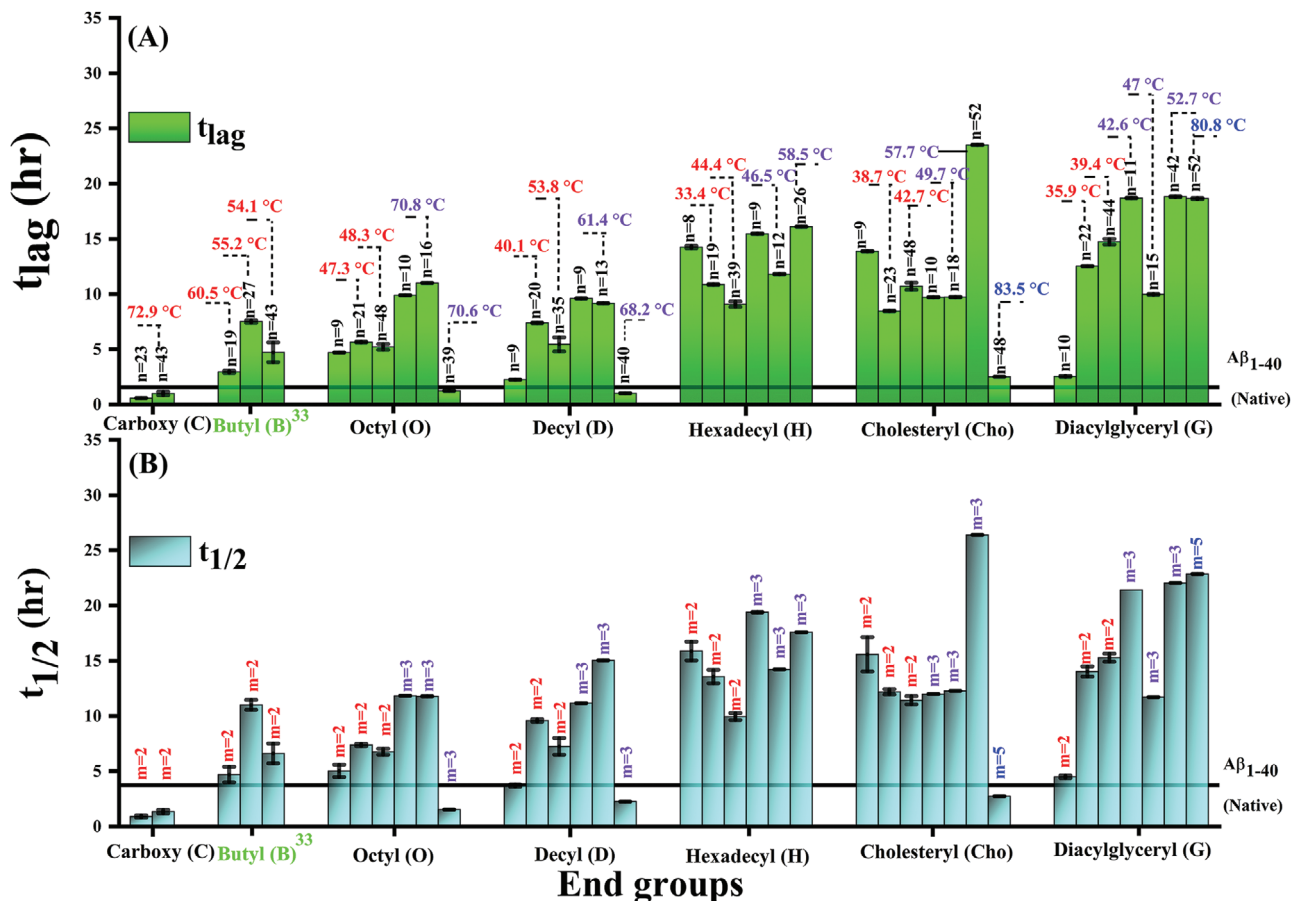 (A)
35
30
25
20
15
10
5
0
tlag (hr)
tlag
72.9 °C
n=23
n=43
60.5 °C
55.2 °C
54.1 °C
n=19
n=27
n=43
47.3 °C
48.3 °C
70.8 °C
70.6 °C
n=9
n=21
n=48
n=10
n=16
n=39
40.1 °C
53.8 °C
61.4 °C
68.2 °C
n=9
n=20
n=35
n=9
n=13
n=40
33.4 °C
44.4 °C
46.5 °C
58.5 °C
n=8
n=19
n=39
n=9
n=12
n=26
38.7 °C
42.7 °C
49.7 °C
57.7 °C
83.5 °C
n=9
n=23
n=48
n=10
n=18
n=52
n=48
35.9 °C
39.4 °C
42.6 °C
47 °C
52.7 °C
80.8 °C
n=10
n=22
n=44
n=11
n=15
n=42
n=52
Aβ1-40
(Native)
Carboxy (C)
Butyl (B)33
Octyl (O)
Decyl (D)
Hexadecyl (H)
Cholesteryl (Cho)
Diacylglyceryl (G)
(B)
35
30
25
20
15
10
5
0
t1/2 (hr)
t1/2
m=2
m=2
m=2
m=2
m=2
m=2
m=2
m=2
m=3
m=3
m=3
m=2
m=2
m=2
m=3
m=3
m=3
m=2
m=2
m=2
m=3
m=3
m=3
m=2
m=2
m=2
m=3
m=3
m=3
m=5
m=2
m=2
m=2
m=3
m=3
m=3
m=5
Aβ1-40
(Native)
Carboxy (C)
Butyl (B)33
Octyl (O)
Decyl (D)
Hexadecyl (H)
Cholesteryl (Cho)
Diacylglyceryl (G)
End groups